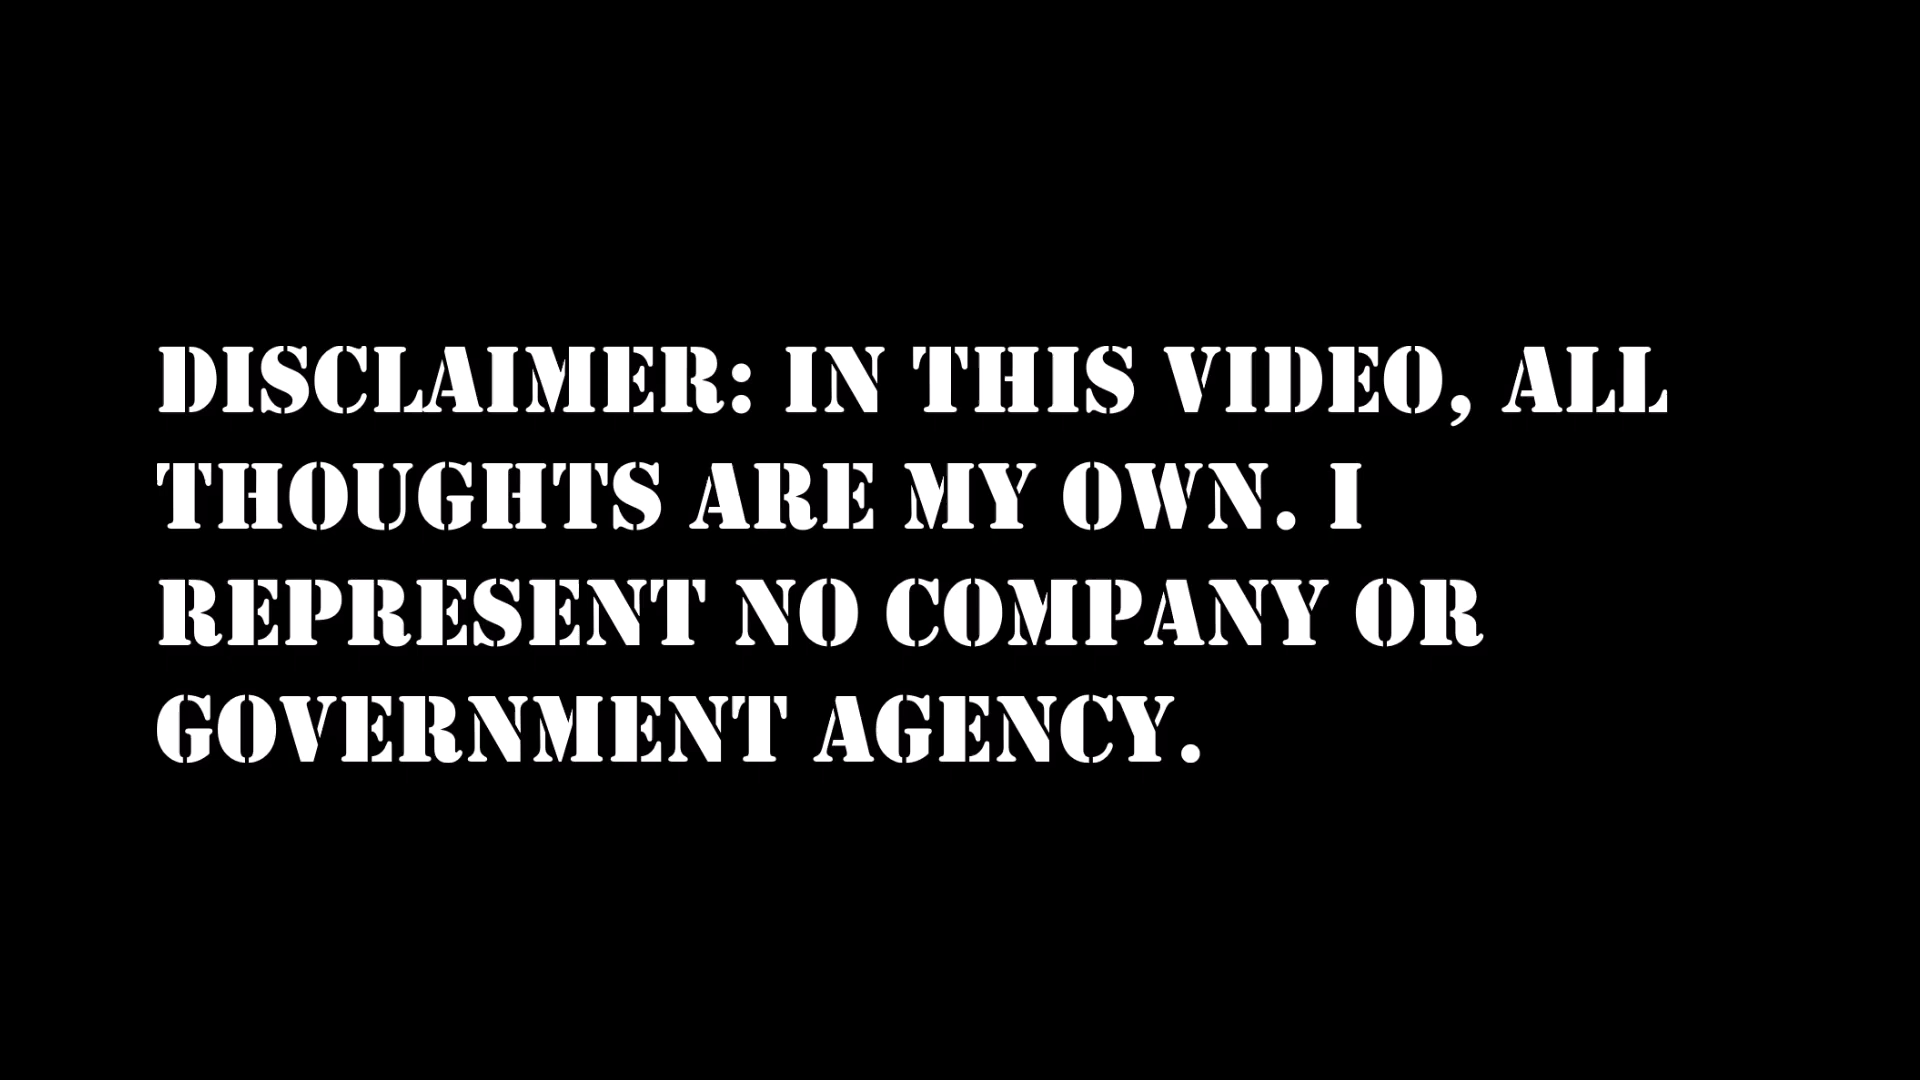 DISCLAIMER: IN THIS VIDEO, ALL
THOUGHTS ARE MY OWN. I
REPRESENT NO COMPANY OR
GOVERNMENT AGENCY.